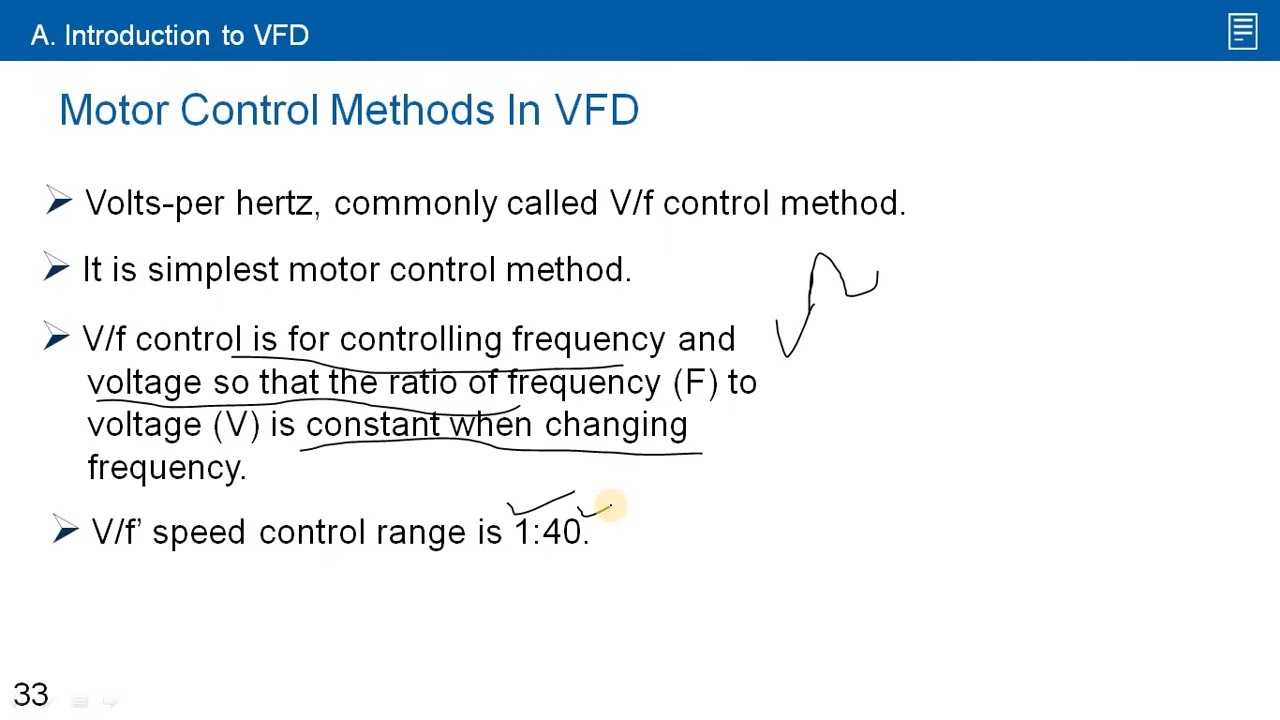 A. Introduction to VFD
Motor Control Methods In VFD
Volts-per hertz, commonly called V/f control method.
It is simplest motor control method.
V/f control is for controlling frequency and
voltage so that the ratio of frequency (F) to
voltage (V) is constant when changing
frequency.
V/f’ speed control range is 1:40.
33